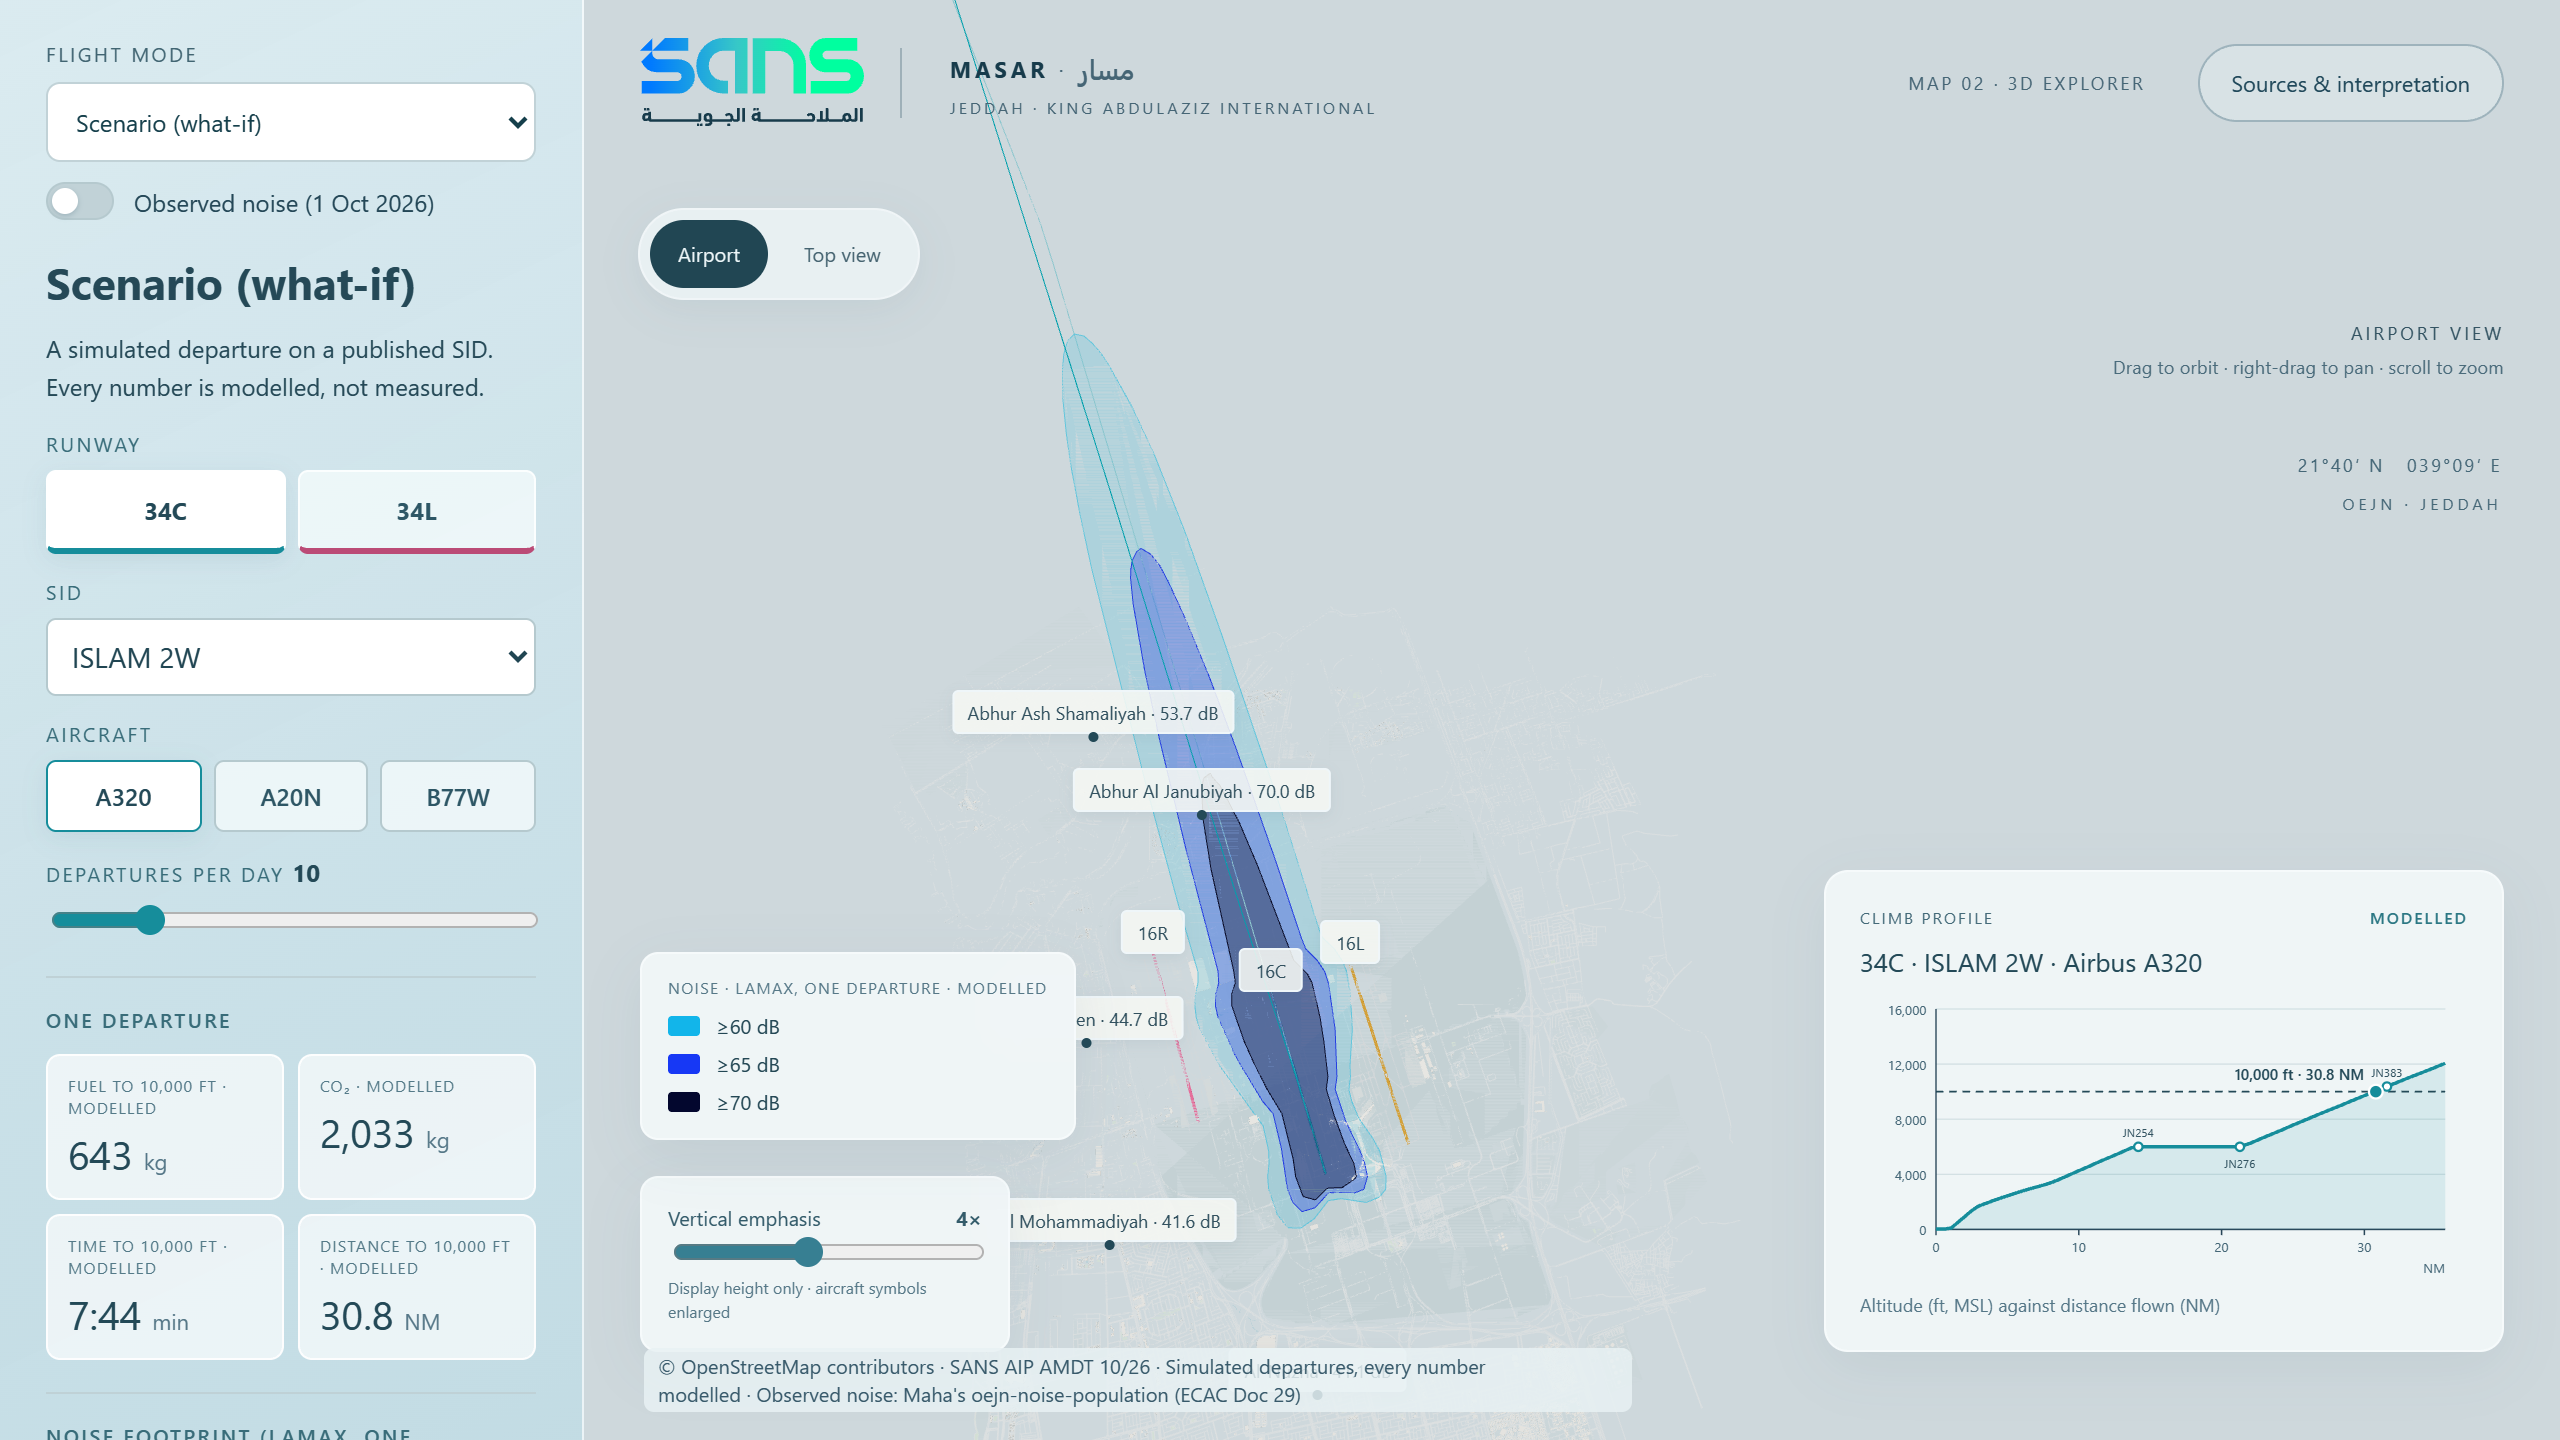 FLIGHT MODE
Scenario (what-if)
Observed noise (1 Oct 2026)
Scenario (what-if)
A simulated departure on a published SID.
Every number is modelled, not measured.
RUNWAY
34C
34L
SID
ISLAM 2W
AIRCRAFT
A320
A20N
B77W
DEPARTURES PER DAY 10
ONE DEPARTURE
FUEL TO 10,000 FT ·
MODELLED
643 kg
CO₂ · MODELLED
2,033 kg
TIME TO 10,000 FT ·
MODELLED
7:44 min
DISTANCE TO 10,000 FT
· MODELLED
30.8 NM
NOISE FOOTPRINT (LAMAX, ONE
sans
الملاحة الجوية
MASAR · مسار
JEDDAH · KING ABDULAZIZ INTERNATIONAL
MAP 02 · 3D EXPLORER
Sources & interpretation
Airport
Top view
AIRPORT VIEW
Drag to orbit · right-drag to pan · scroll to zoom
21°40′ N 039°09′ E
OEJN · JEDDAH
Abhur Ash Shamaliyah · 53.7 dB
Abhur Al Janubiyah · 70.0 dB
16R
16L
16C
en · 44.7 dB
l Mohammadiyah · 41.6 dB
NOISE · LAMAX, ONE DEPARTURE · MODELLED
≥60 dB
≥65 dB
≥70 dB
Vertical emphasis 4×
Display height only · aircraft symbols
enlarged
© OpenStreetMap contributors · SANS AIP AMDT 10/26 · Simulated departures, every number
modelled · Observed noise: Maha's oejn-noise-population (ECAC Doc 29)
CLIMB PROFILE
MODELLED
34C · ISLAM 2W · Airbus A320
16,000
12,000
8,000
4,000
0
10,000 ft · 30.8 NM
JN383
JN254
JN276
0 10 20 30
NM
Altitude (ft, MSL) against distance flown (NM)